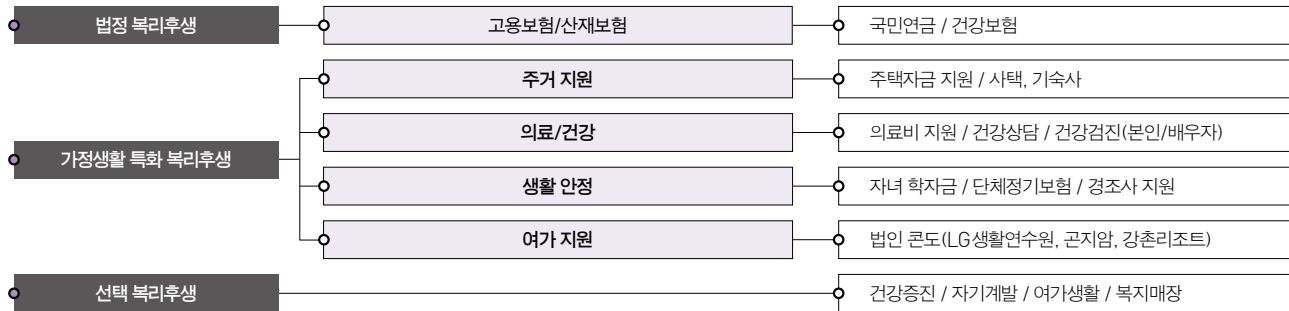 법정 복리후생
고용보험/산재보험
국민연금 / 건강보험
주거 지원
주택자금 지원 / 사택, 기숙사
의료/건강
의료비 지원 / 건강상담 / 건강검진(본인/배우자)
가정생활 특화 복리후생
생활 안정
자녀 학자금 / 단체정기보험 / 경조사 지원
여가 지원
법인 콘도(LG생활연수원, 곤지암, 강촌리조트)
선택 복리후생
건강증진 / 자기계발 / 여가생활 / 복지매장